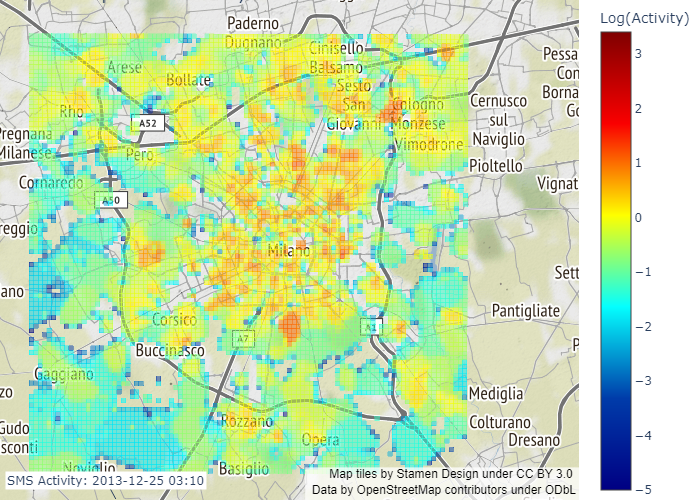 Log(Activity)
Paderno
Dugnano
Cinisello
Balsamo
Arese
Bollate
Sesto
San
Giovanni
Cologno
Monzese
Vimodrone
Rho
A52
Pero
Pregnana
Milanese
Cornaredo
A50
reggio
Cernusco
sul
Naviglio
Pioltello
Pessa
Con
Borna
Go
Vignat
Milano
Sett
ano
Pantigliate
Corsico
A7
A1
Buccinasco
P
Gaggiano
zo
Mediglia
Gudo
sconti
Rozzano
Opera
Colturano
Dresano
Noviglio
Basiglio
SMS Activity: 2013-12-25 03:10
Map tiles by Stamen Design under CC BY 3.0
Data by OpenStreetMap contributors under ODbL
3
2
1
0
−1
−2
−3
−4
−5